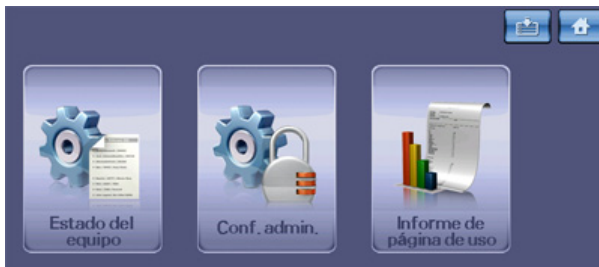 Estado del
equipo
Conf. admin.
Informe de
página de uso